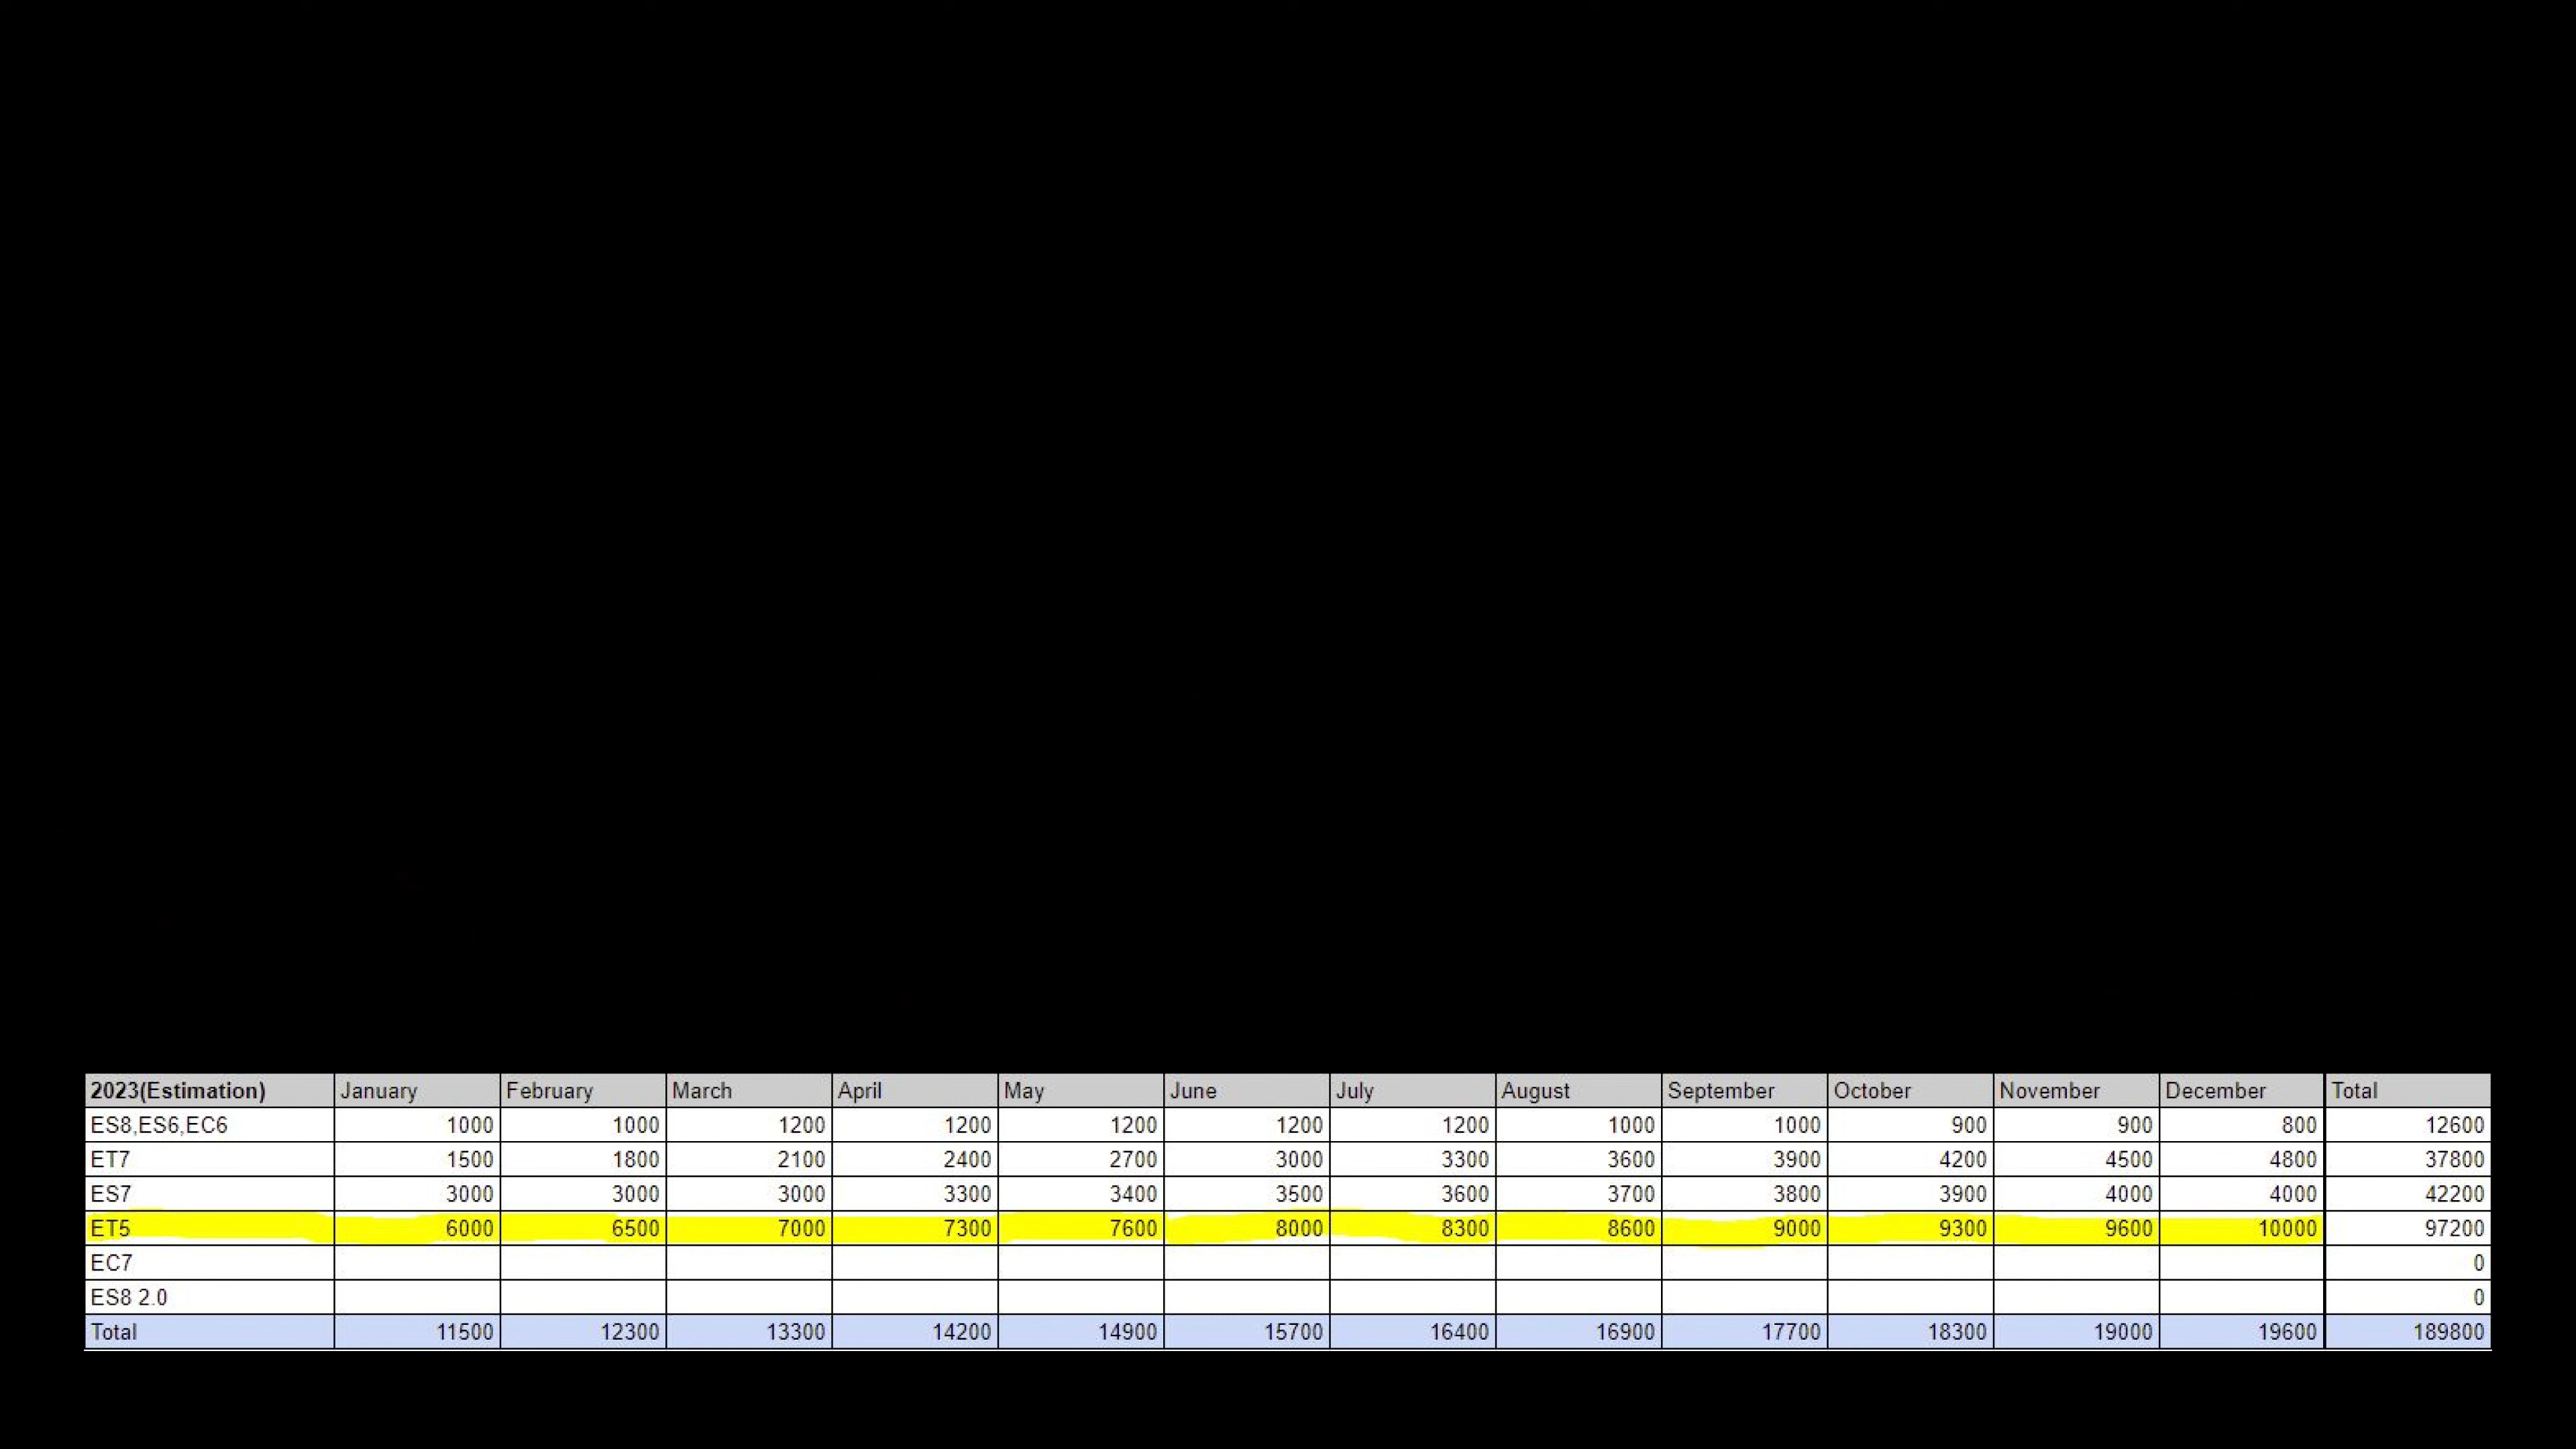 2023(Estimation) January February March April May June July August September October November December Total
ES8,ES6,EC6 1000 1000 1200 1200 1200 1200 1200 1000 1000 900 900 800 12600
ET7 1500 1800 2100 2400 2700 3000 3300 3600 3900 4200 4500 4800 37800
ES7 3000 3000 3000 3300 3400 3500 3600 3700 3800 3900 4000 4000 42200
ET5 6000 6500 7000 7300 7600 8000 8300 8600 9000 9300 9600 10000 97200
EC7 0
ES8 2.0 0
Total 11500 12300 13300 14200 14900 15700 16400 16900 17700 18300 19000 19600 189800